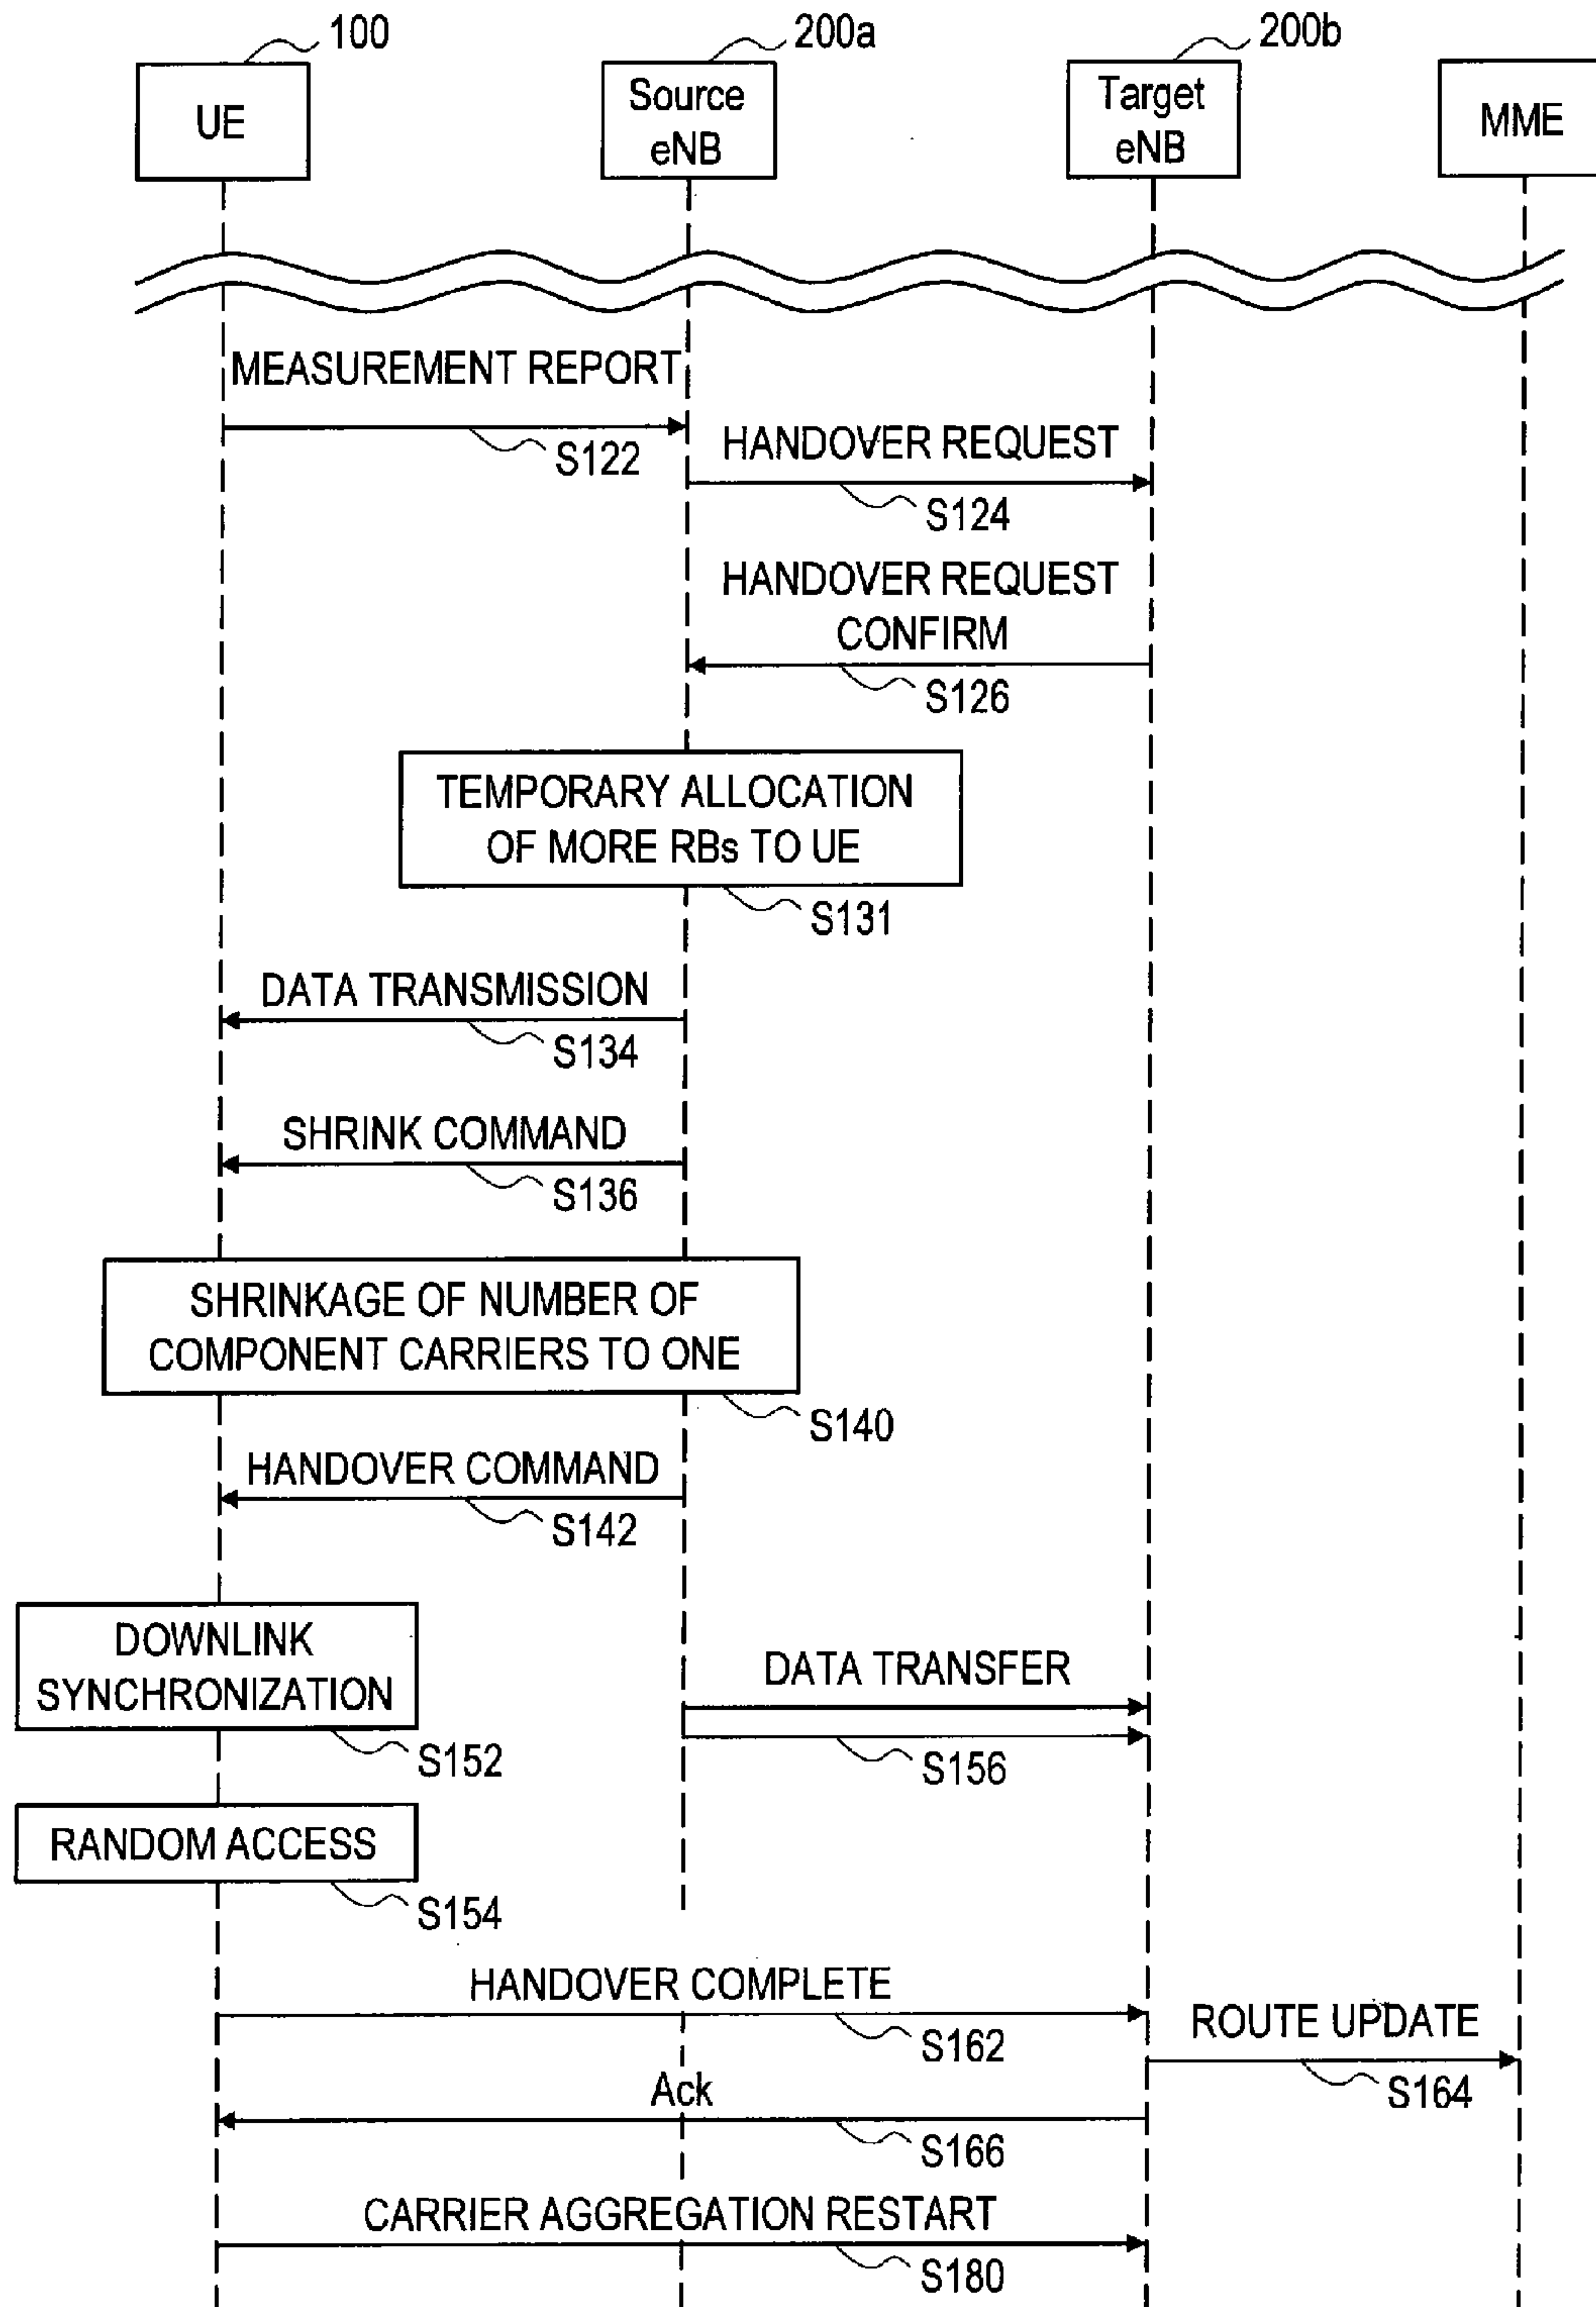 100
200a
200b
UE
Source
eNB
Target
eNB
MME
MEASUREMENT REPORT
S122
HANDOVER REQUEST
S124
HANDOVER REQUEST
CONFIRM
S126
TEMPORARY ALLOCATION
OF MORE RBs TO UE
S131
DATA TRANSMISSION
S134
SHRINK COMMAND
S136
SHRINKAGE OF NUMBER OF
COMPONENT CARRIERS TO ONE
S140
HANDOVER COMMAND
S142
DOWNLINK
SYNCHRONIZATION
S152
DATA TRANSFER
S156
RANDOM ACCESS
S154
HANDOVER COMPLETE
S162
ROUTE UPDATE
S164
Ack
S166
CARRIER AGGREGATION RESTART
S180